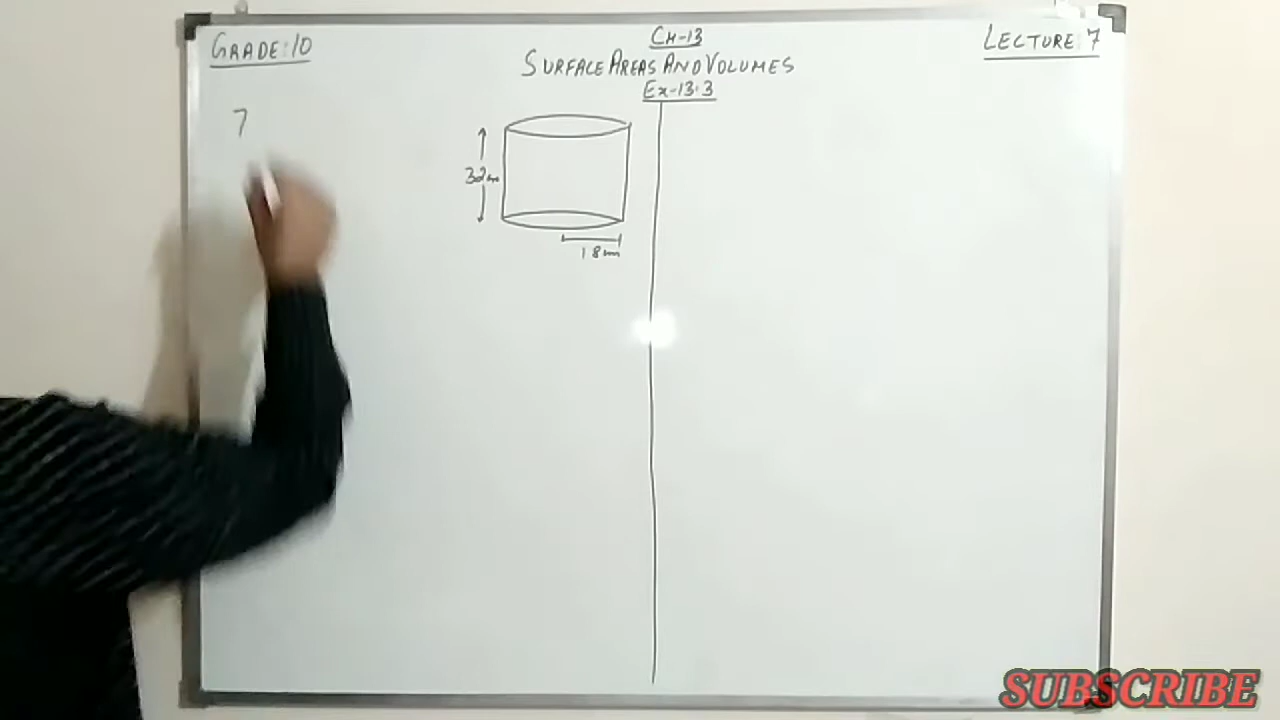 GRADE:10
CH-13
LECTURE:7
SURFACE AREAS AND VOLUMES
EX-13.3
7
32cm
18cm
SUBSCRIBE